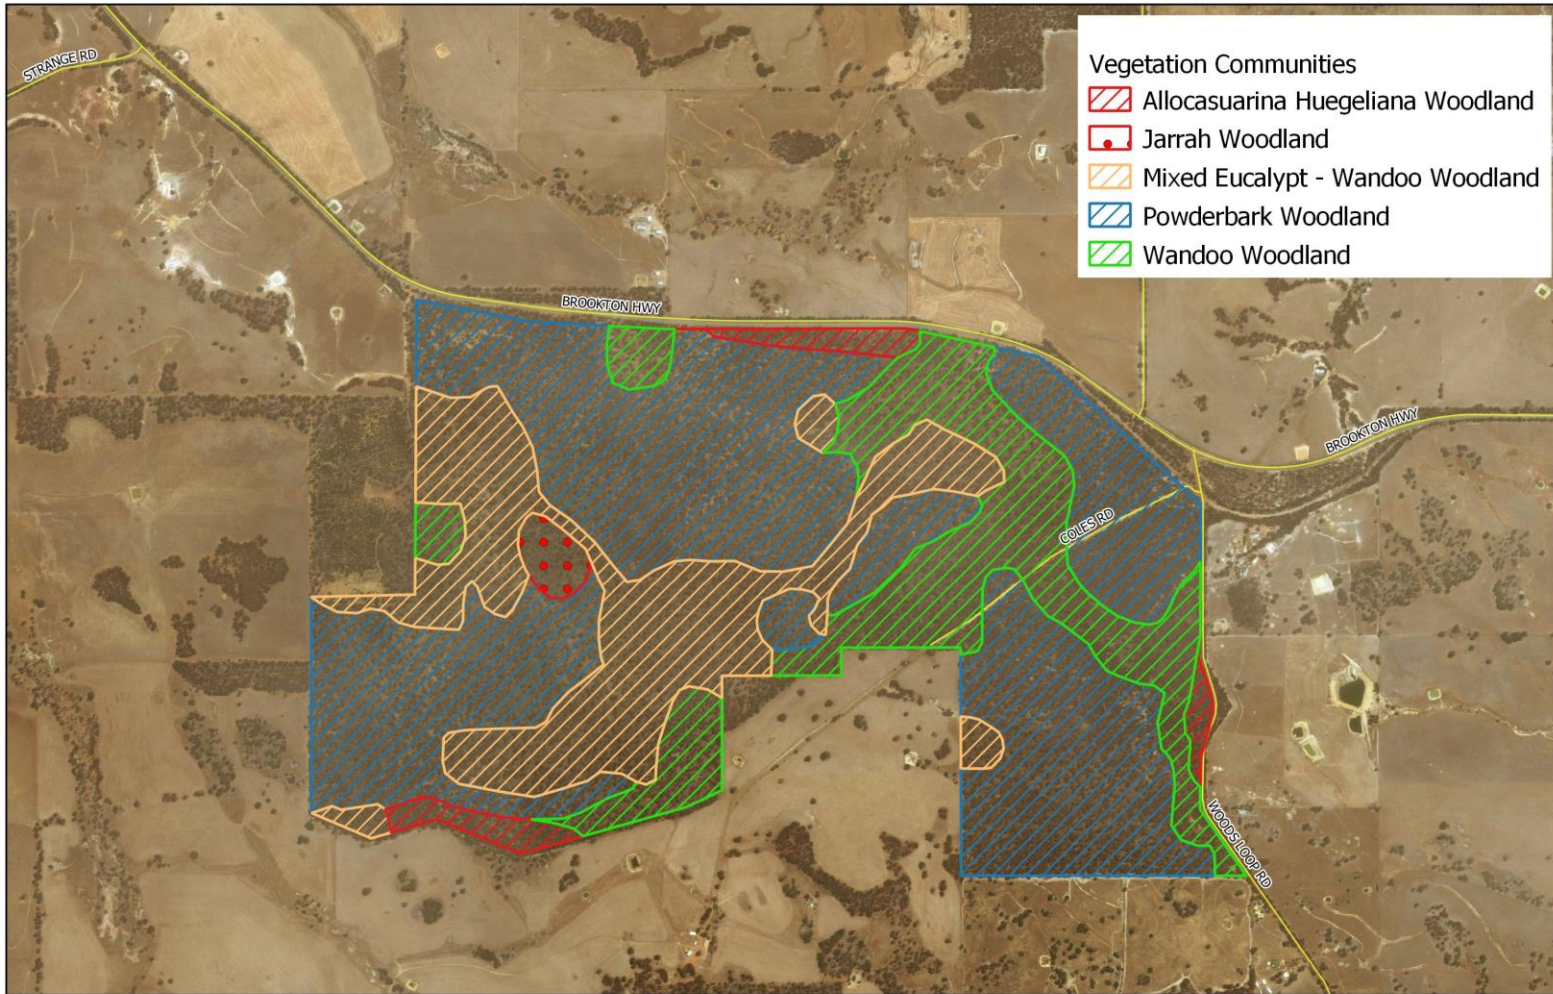 Vegetation Communities
Allocasuarina Huegeliana Woodland
Jarrah Woodland
Mixed Eucalypt - Wandoo Woodland
Powderbark Woodland
Wandoo Woodland
STRANGE RD
BROOKTON HWY
BROOKTON HWY
COLES RD
WOODS LOOP RD